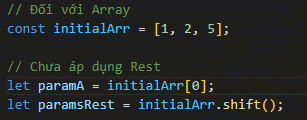 // Đối với Array
const initialArr = [1, 2, 5];
// Chưa áp dụng Rest
let paramA = initialArr[0];
let paramsRest = initialArr.shift();